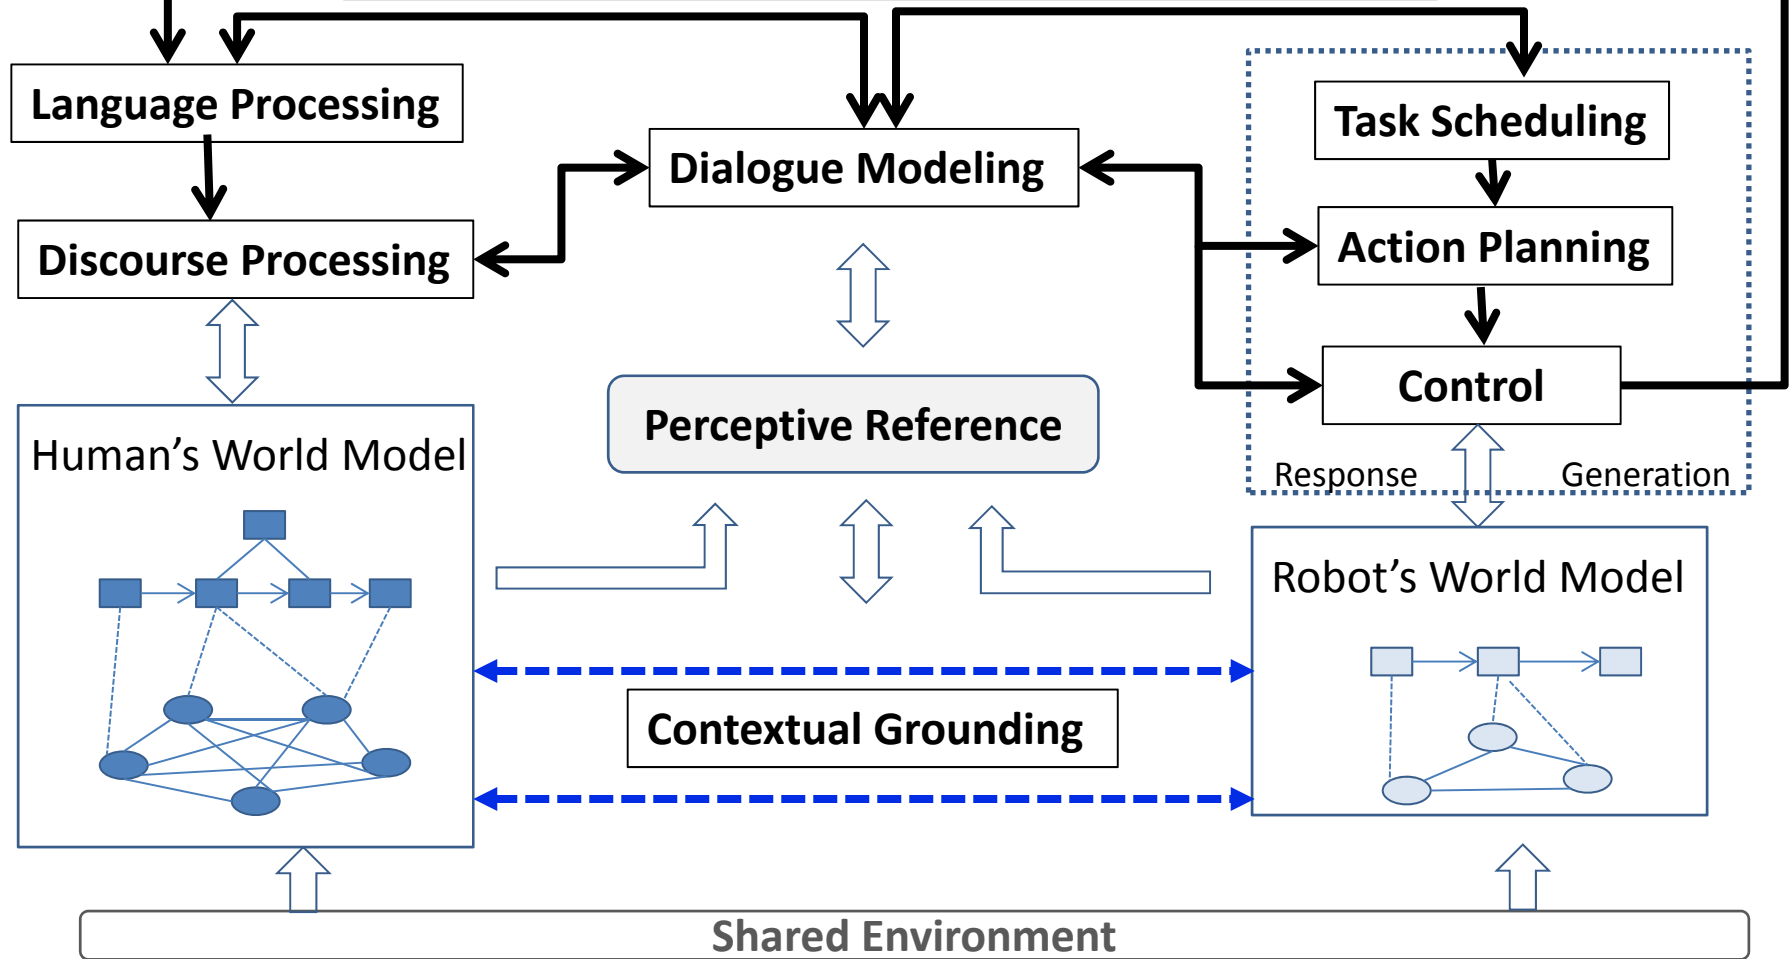 Language Processing
Task Scheduling
Dialogue Modeling
Discourse Processing
Action Planning
Control
Perceptive Reference
Human’s World Model
Response Generation
Robot’s World Model
Contextual Grounding
Shared Environment